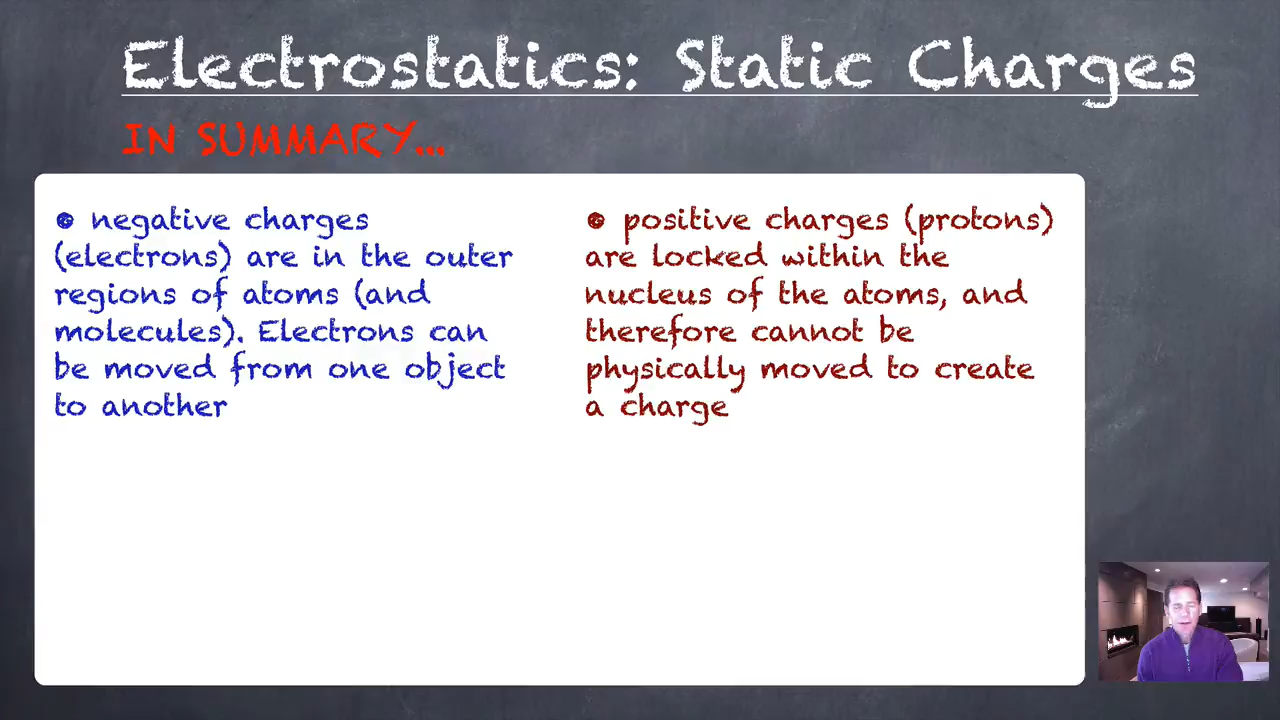 Electrostatics: Static Charges
IN SUMMARY...
• negative charges
(electrons) are in the outer
regions of atoms (and
molecules). Electrons can
be moved from one object
to another
• positive charges (protons)
are locked within the
nucleus of the atoms, and
therefore cannot be
physically moved to create
a charge